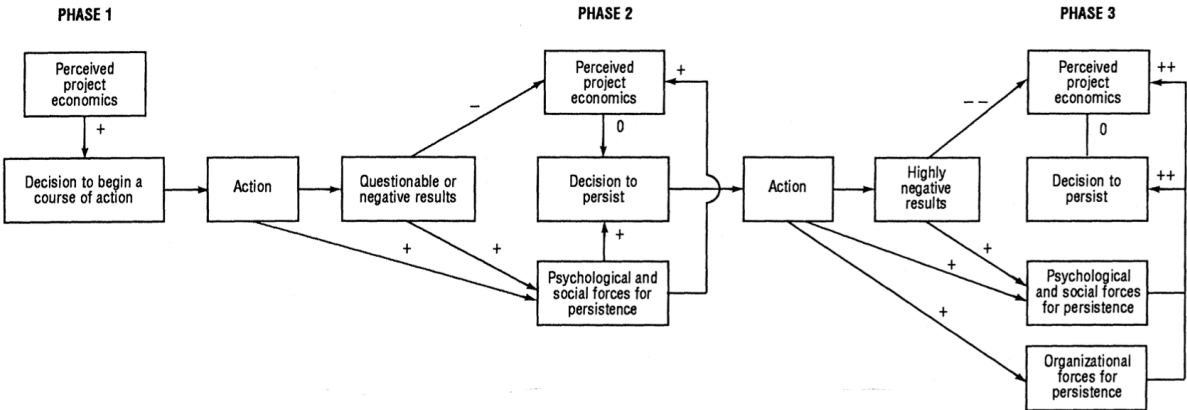 PHASE 1
PHASE 2
PHASE 3
Perceived
project
economics
+
Decision to begin a
course of action
Action
Questionable or
negative results
−
+
+
Perceived
project
economics
+
0
Decision to
persist
+
Psychological and
social forces for
persistence
Action
Highly
negative
results
− −
+
+
+
Perceived
project
economics
++
0
Decision to
persist
++
Psychological
and social forces
for persistence
Organizational
forces for
persistence